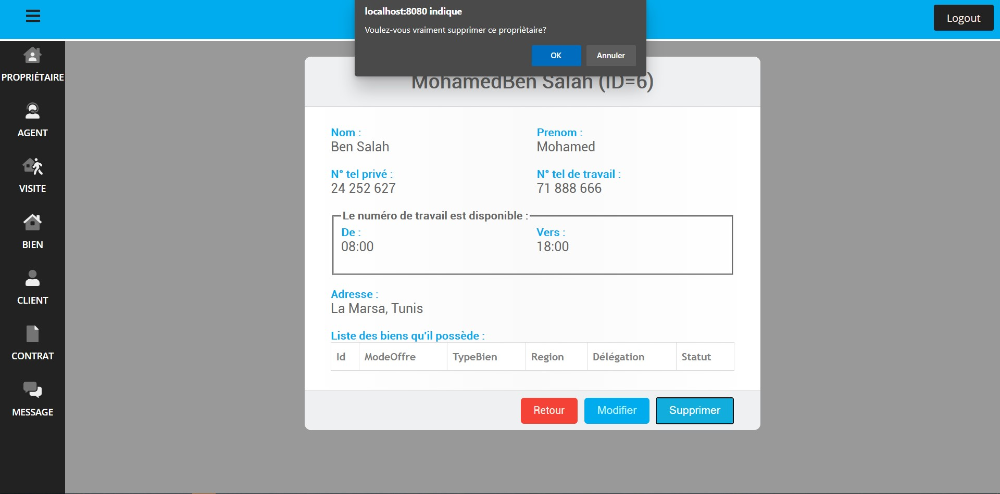 localhost:8080 indique
Voulez-vous vraiment supprimer ce propriètaire?
OK
Annuler
Logout
PROPRIÉTAIRE
AGENT
VISITE
BIEN
CLIENT
CONTRAT
MESSAGE
MohamedBen Salah (ID=6)
Nom :
Ben Salah
Prenom :
Mohamed
N° tel privé :
24 252 627
N° tel de travail :
71 888 666
Le numéro de travail est disponible :
De :
08:00
Vers :
18:00
Adresse :
La Marsa, Tunis
Liste des biens qu'il possède :
Id ModeOffre TypeBien Region Délégation Statut
Retour Modifier Supprimer